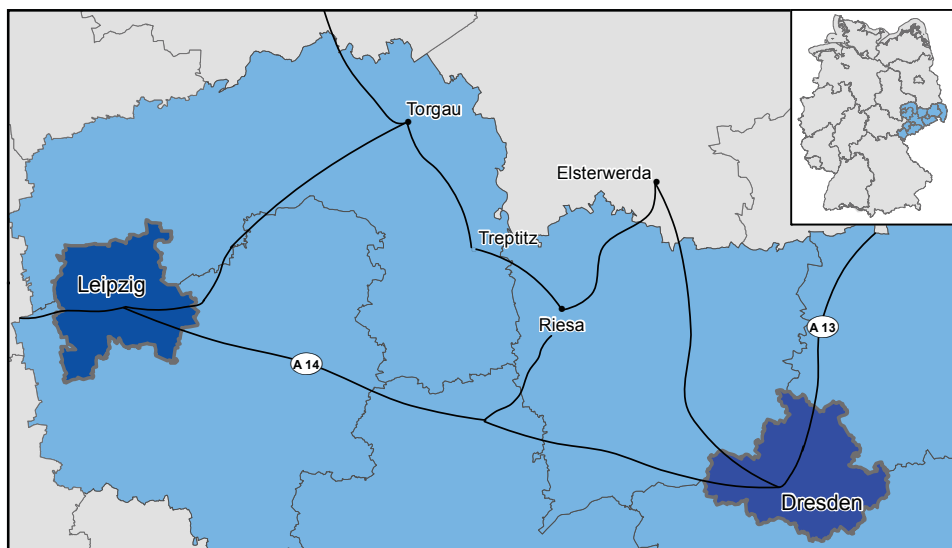 Torgau
Elsterwerda
Treptitz
Leipzig
Riesa
A 13
A 14
Dresden